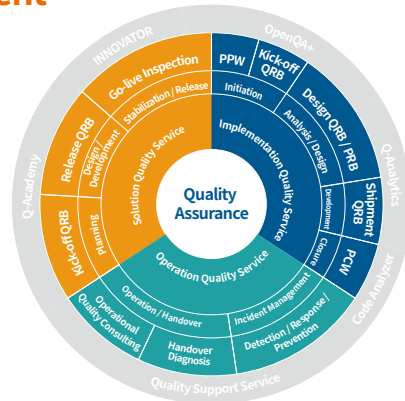 ent
INNOVATOR
OpenQA+
Q-Analytics
Code Analyzer
Quality Support Service
Q-Academy
Go-live Inspection
Release QRB
Kick-off QRB
Stabilization / Release
Design /
Development
Planning
Solution Quality Service
PPW
Kick-off
QRB
Design QRB / PRB
Shipment
QRB
PCW
Initiation
Analysis / Design
Development
Closure
Implementation Quality Service
Quality
Assurance
Operation Quality Service
Operation / Handover
Incident Management
Operational
Quality Consulting
Handover
Diagnosis
Detection / Response /
Prevention